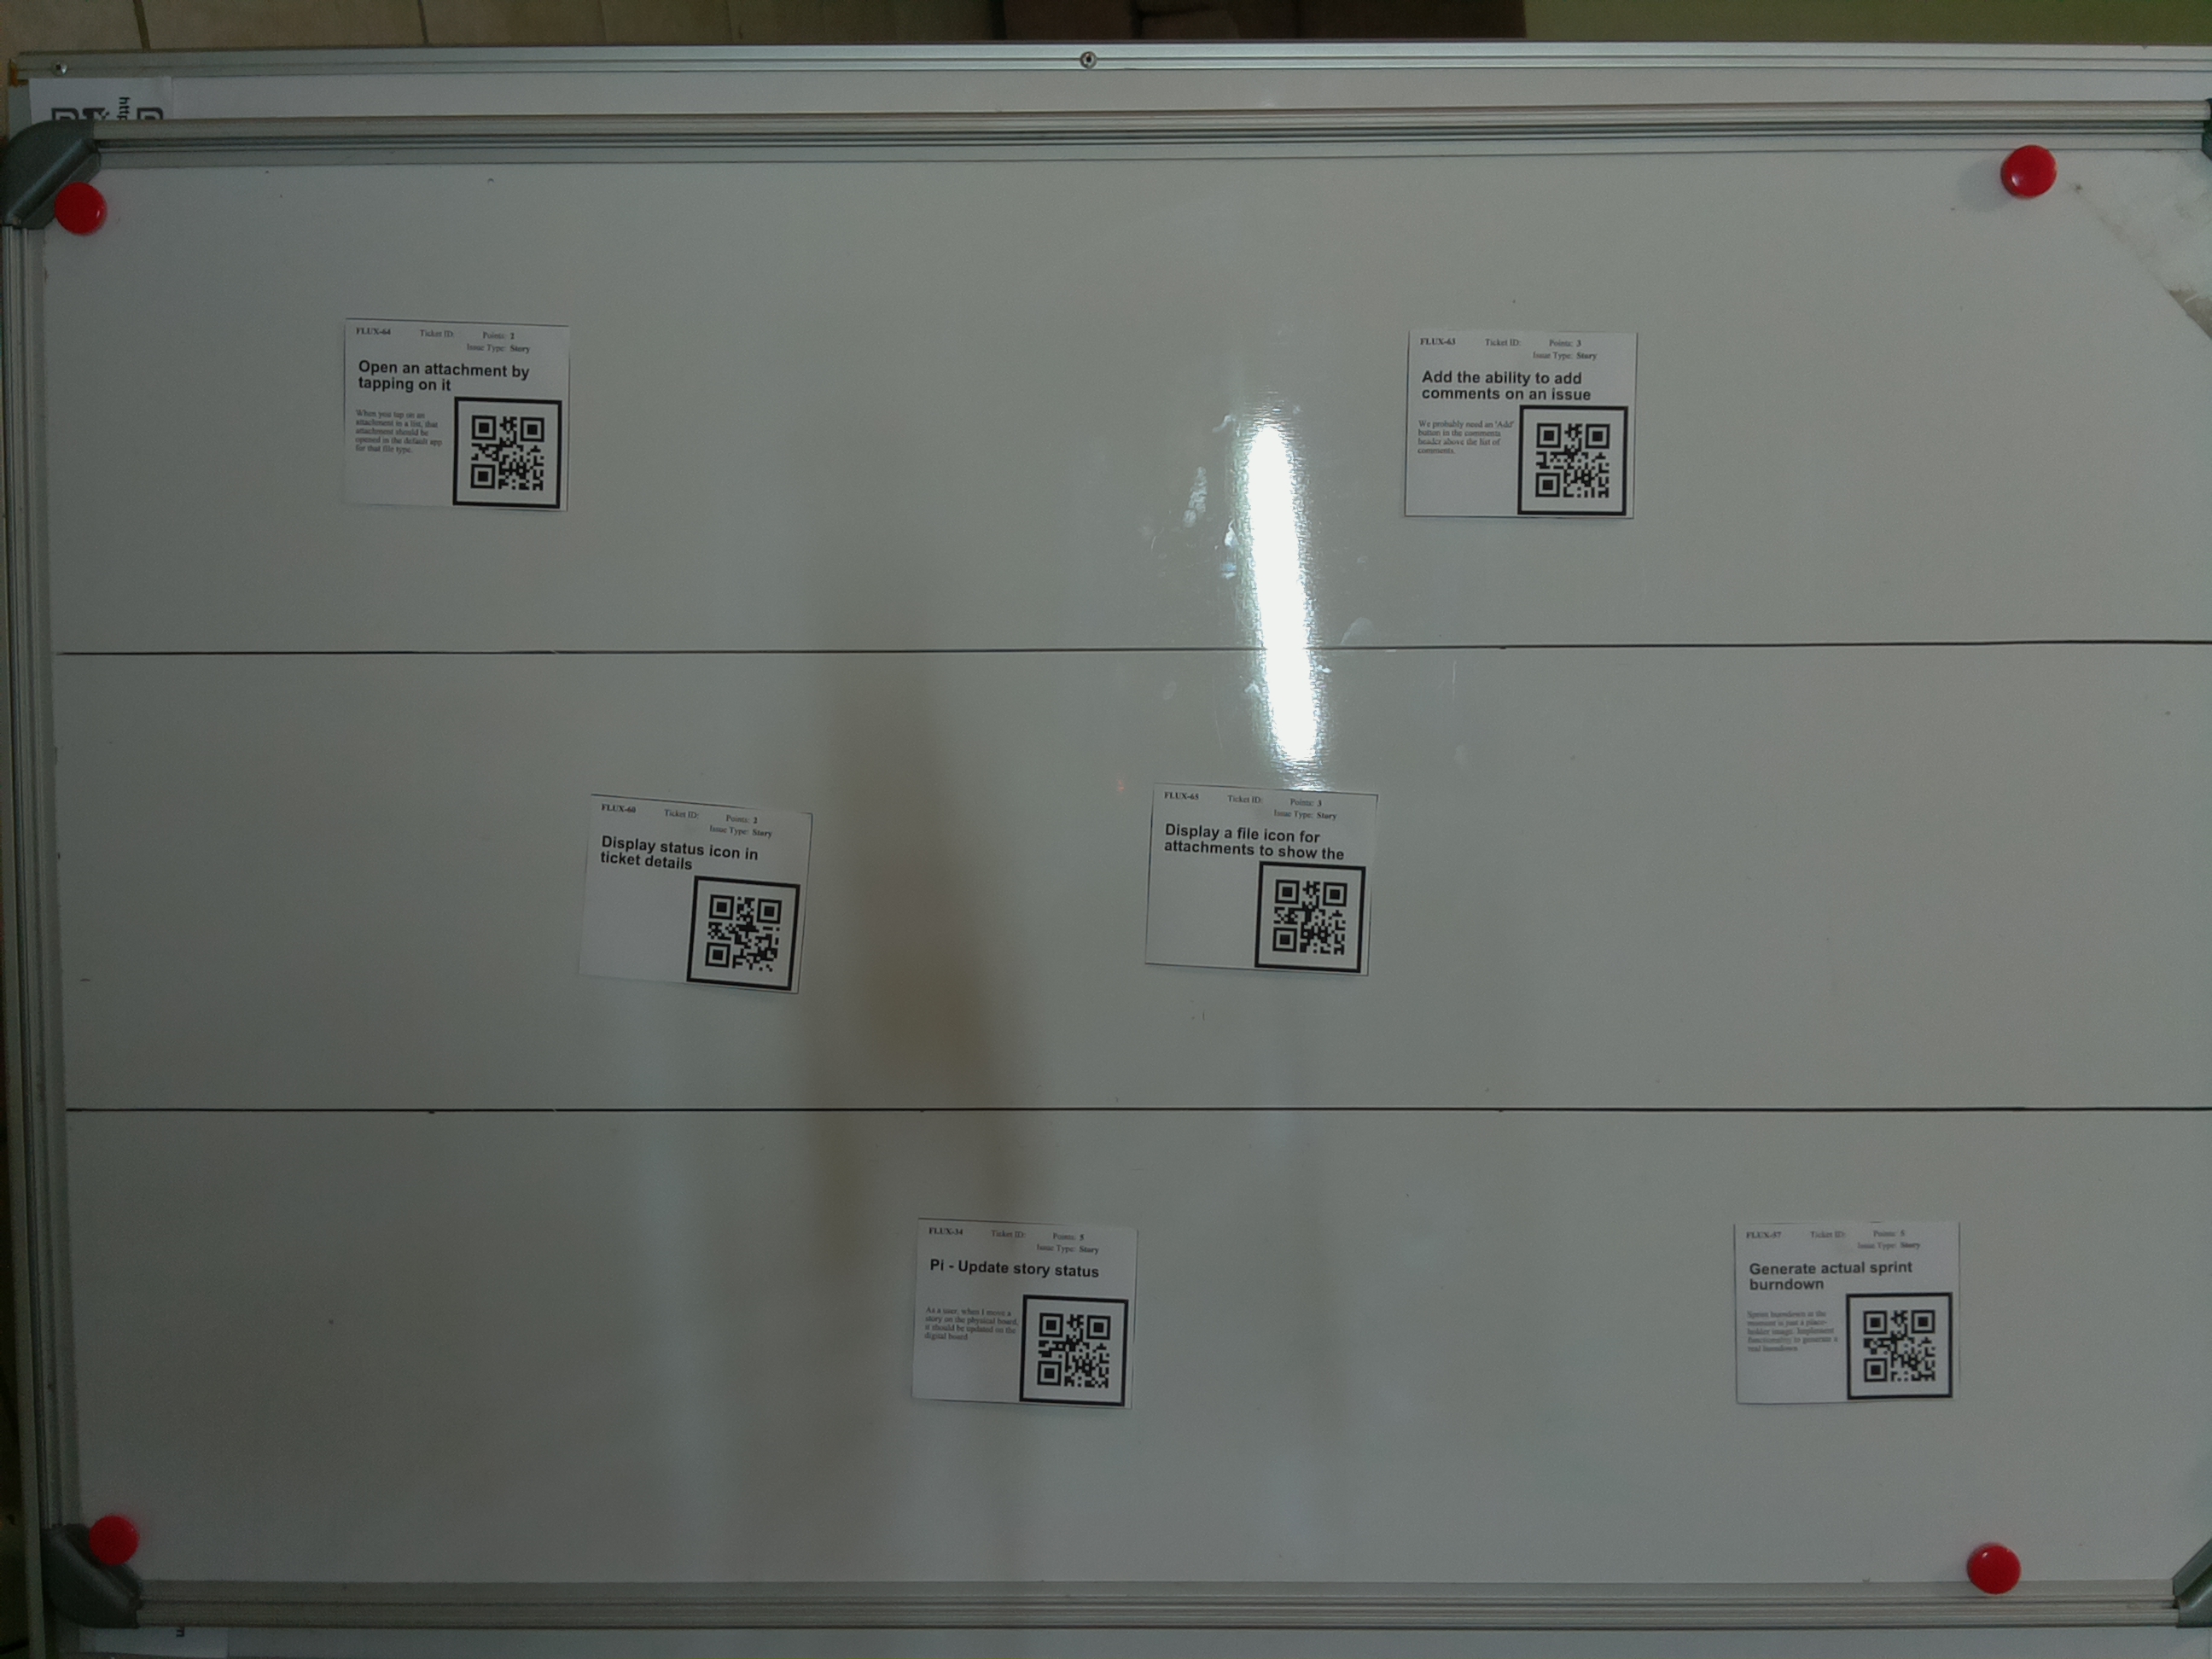 http
FLUX-64 Ticket ID: Points: 2
Issue Type: Story
Open an attachment by
tapping on it
When you tap on an
attachment in a list, that
attachment should be
opened in the default app
for that file type.
FLUX-63 Ticket ID: Points: 3
Issue Type: Story
Add the ability to add
comments on an issue
We probably need an 'Add'
button in the comments
header above the list of
comments.
FLUX-60 Ticket ID: Points: 2
Issue Type: Story
Display status icon in
ticket details
FLUX-65 Ticket ID: Points: 3
Issue Type: Story
Display a file icon for
attachments to show the
FLUX-34 Ticket ID: Points: 5
Issue Type: Story
Pi - Update story status
As a user, when I move a
story on the physical board,
it should be updated on the
digital board
FLUX-57 Ticket ID: Points: 5
Issue Type: Story
Generate actual sprint
burndown
Sprint burndown at the
moment is just a place-
holder image. Implement
functionality to generate a
real burndown
m